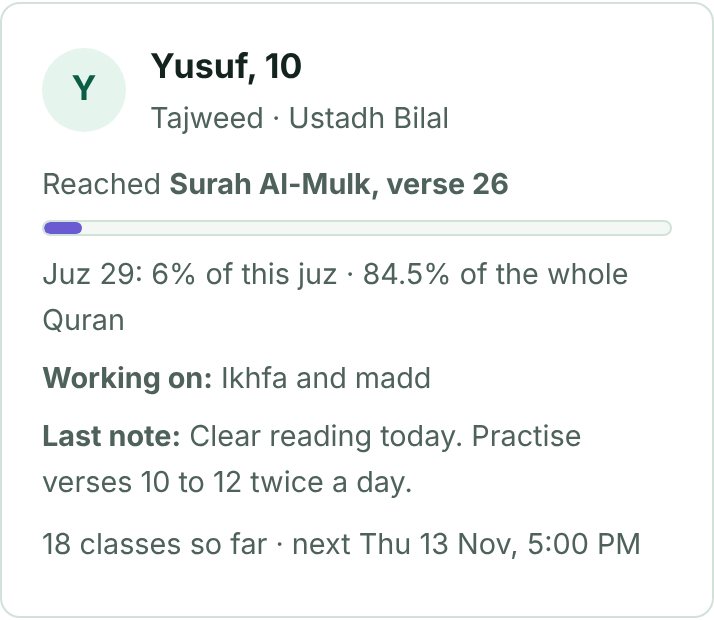 Y
Yusuf, 10
Tajweed · Ustadh Bilal
Reached Surah Al-Mulk, verse 26
Juz 29: 6% of this juz · 84.5% of the whole
Quran
Working on: Ikhfa and madd
Last note: Clear reading today. Practise
verses 10 to 12 twice a day.
18 classes so far · next Thu 13 Nov, 5:00 PM